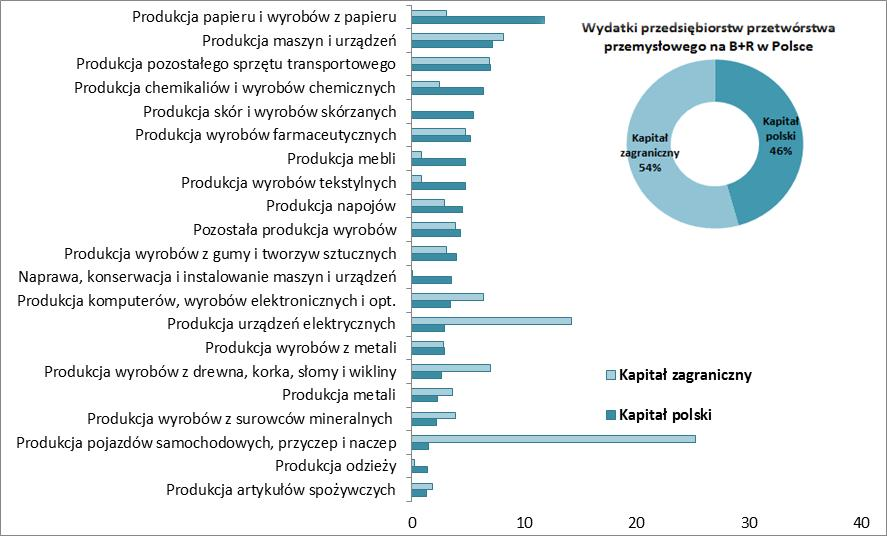 Produkcja papieru i wyrobów z papieru
Produkcja maszyn i urządzeń
Produkcja pozostałego sprzętu transportowego
Produkcja chemikaliów i wyrobów chemicznych
Produkcja skór i wyrobów skórzanych
Produkcja wyrobów farmaceutycznych
Produkcja mebli
Produkcja wyrobów tekstylnych
Produkcja napojów
Pozostała produkcja wyrobów
Produkcja wyrobów z gumy i tworzyw sztucznych
Naprawa, konserwacja i instalowanie maszyn i urządzeń
Produkcja komputerów, wyrobów elektronicznych i opt.
Produkcja urządzeń elektrycznych
Produkcja wyrobów z metali
Produkcja wyrobów z drewna, korka, słomy i wikliny
Produkcja metali
Produkcja wyrobów z surowców mineralnych
Produkcja pojazdów samochodowych, przyczep i naczep
Produkcja odzieży
Produkcja artykułów spożywczych
0 10 20 30 40
Wydatki przedsiębiorstw przetwórstwa
przemysłowego na B+R w Polsce
Kapitał
polski
46%
Kapitał
zagraniczny
54%
Kapitał zagraniczny
Kapitał polski